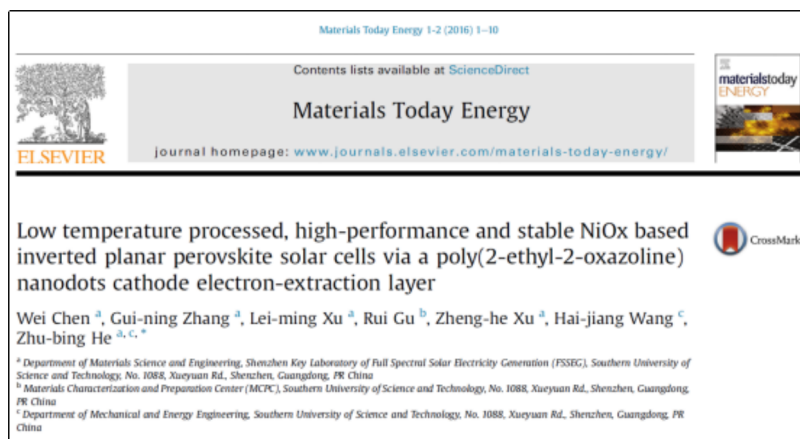 Materials Today Energy 1-2 (2016) 1–10
Contents lists available at ScienceDirect
Materials Today Energy
journal homepage: www.journals.elsevier.com/materials-today-energy/
ELSEVIER
materialstoday
ENERGY
Low temperature processed, high-performance and stable NiOx based
inverted planar perovskite solar cells via a poly(2-ethyl-2-oxazoline)
nanodots cathode electron-extraction layer
CrossMark
Wei Chen a, Gui-ning Zhang a, Lei-ming Xu a, Rui Gu b, Zheng-he Xu a, Hai-jiang Wang c,
Zhu-bing He a, c, *
a Department of Materials Science and Engineering, Shenzhen Key Laboratory of Full Spectral Solar Electricity Generation (FSSEG), Southern University of
Science and Technology, No. 1088, Xueyuan Rd., Shenzhen, Guangdong, PR China
b Materials Characterization and Preparation Center (MCPC), Southern University of Science and Technology, No. 1088, Xueyuan Rd., Shenzhen, Guangdong,
PR China
c Department of Mechanical and Energy Engineering, Southern University of Science and Technology, No. 1088, Xueyuan Rd., Shenzhen, Guangdong, PR
China